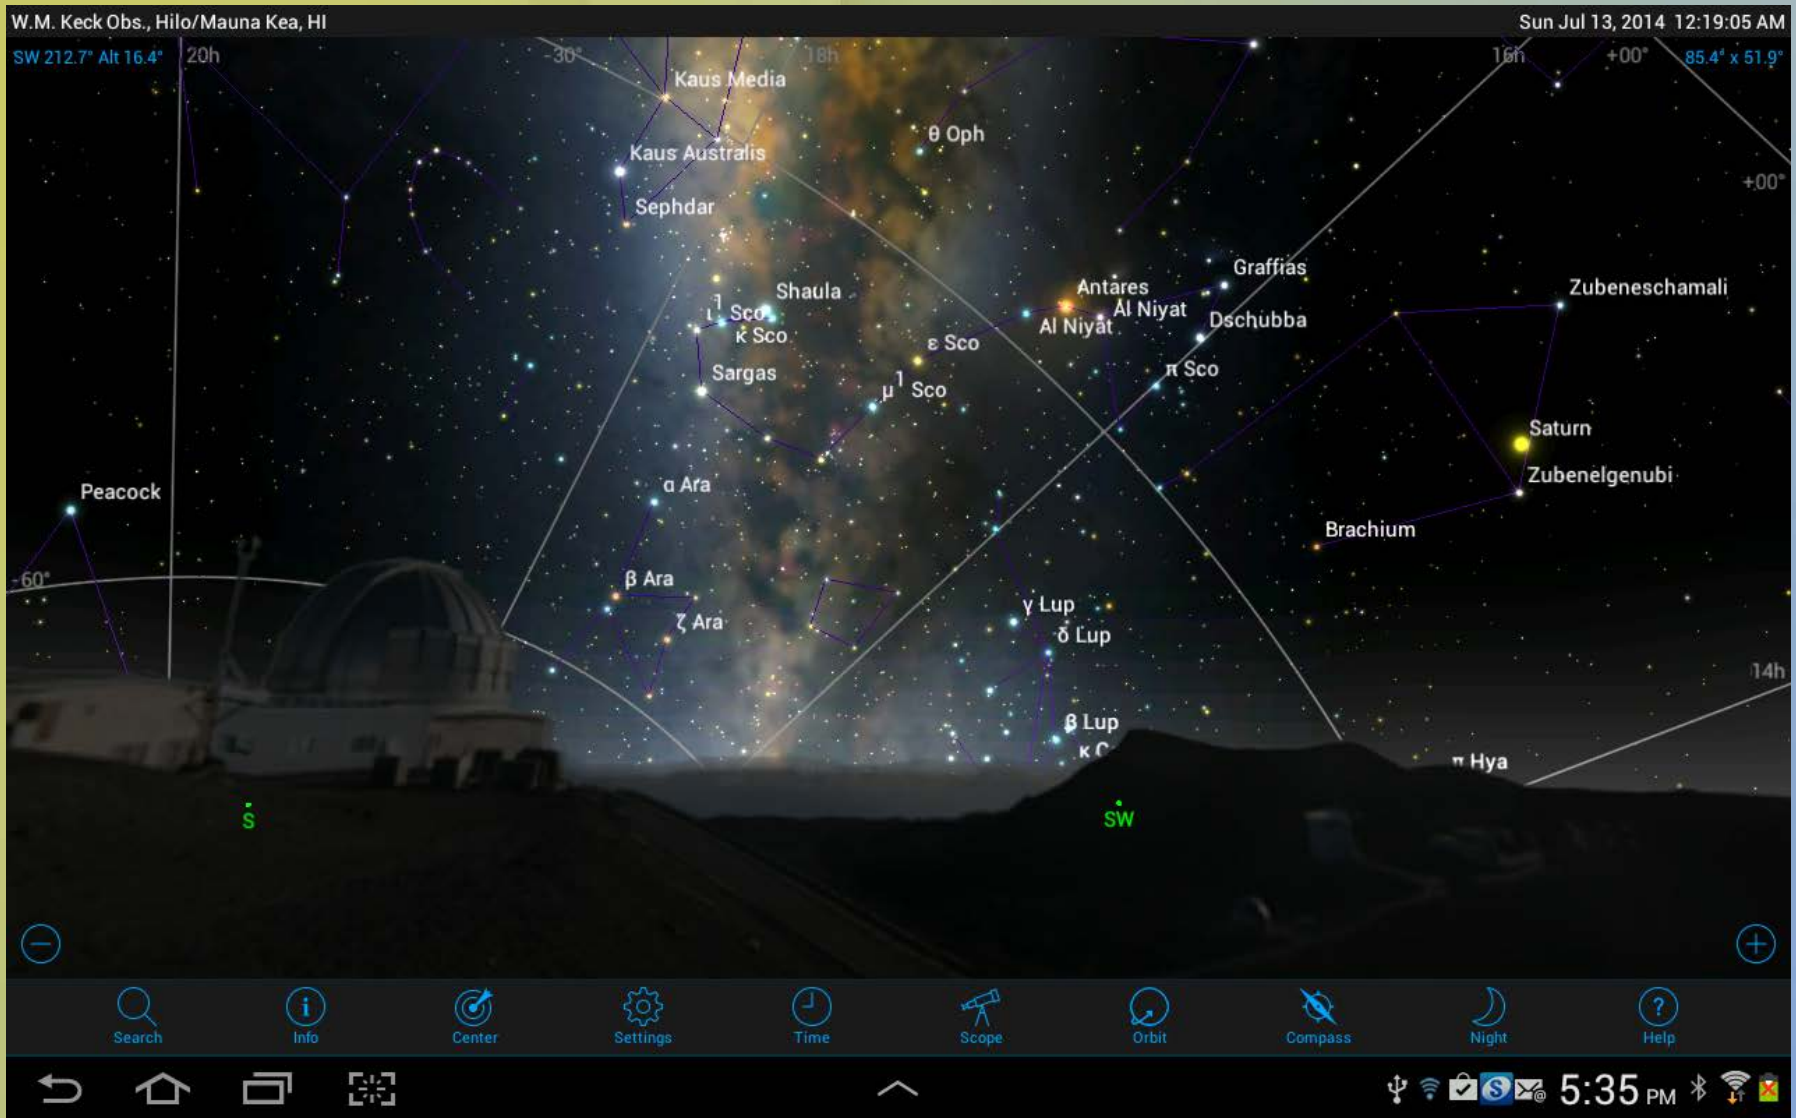 W.M. Keck Obs., Hilo/Mauna Kea, HI
Sun Jul 13, 2014 12:19:05 AM
SW 212.7° Alt 16.4°
20h
-30°
18h
16h
+00°
85.4° x 51.9°
Kaus Media
θ Oph
Kaus Australis
+00°
Sephdar
Graffias
Antares
Zubeneschamali
Shaula
ι¹ Sco
Al Niyat
Al Niyat
Dschubba
κ Sco
ε Sco
π Sco
Sargas
μ¹ Sco
Saturn
Zubenelgenubi
α Ara
Peacock
Brachium
-60°
β Ara
γ Lup
ζ Ara
δ Lup
14h
β Lup
κ
π Hya
S
SW
Search
Info
Center
Settings
Time
Scope
Orbit
Compass
Night
Help
5:35 PM